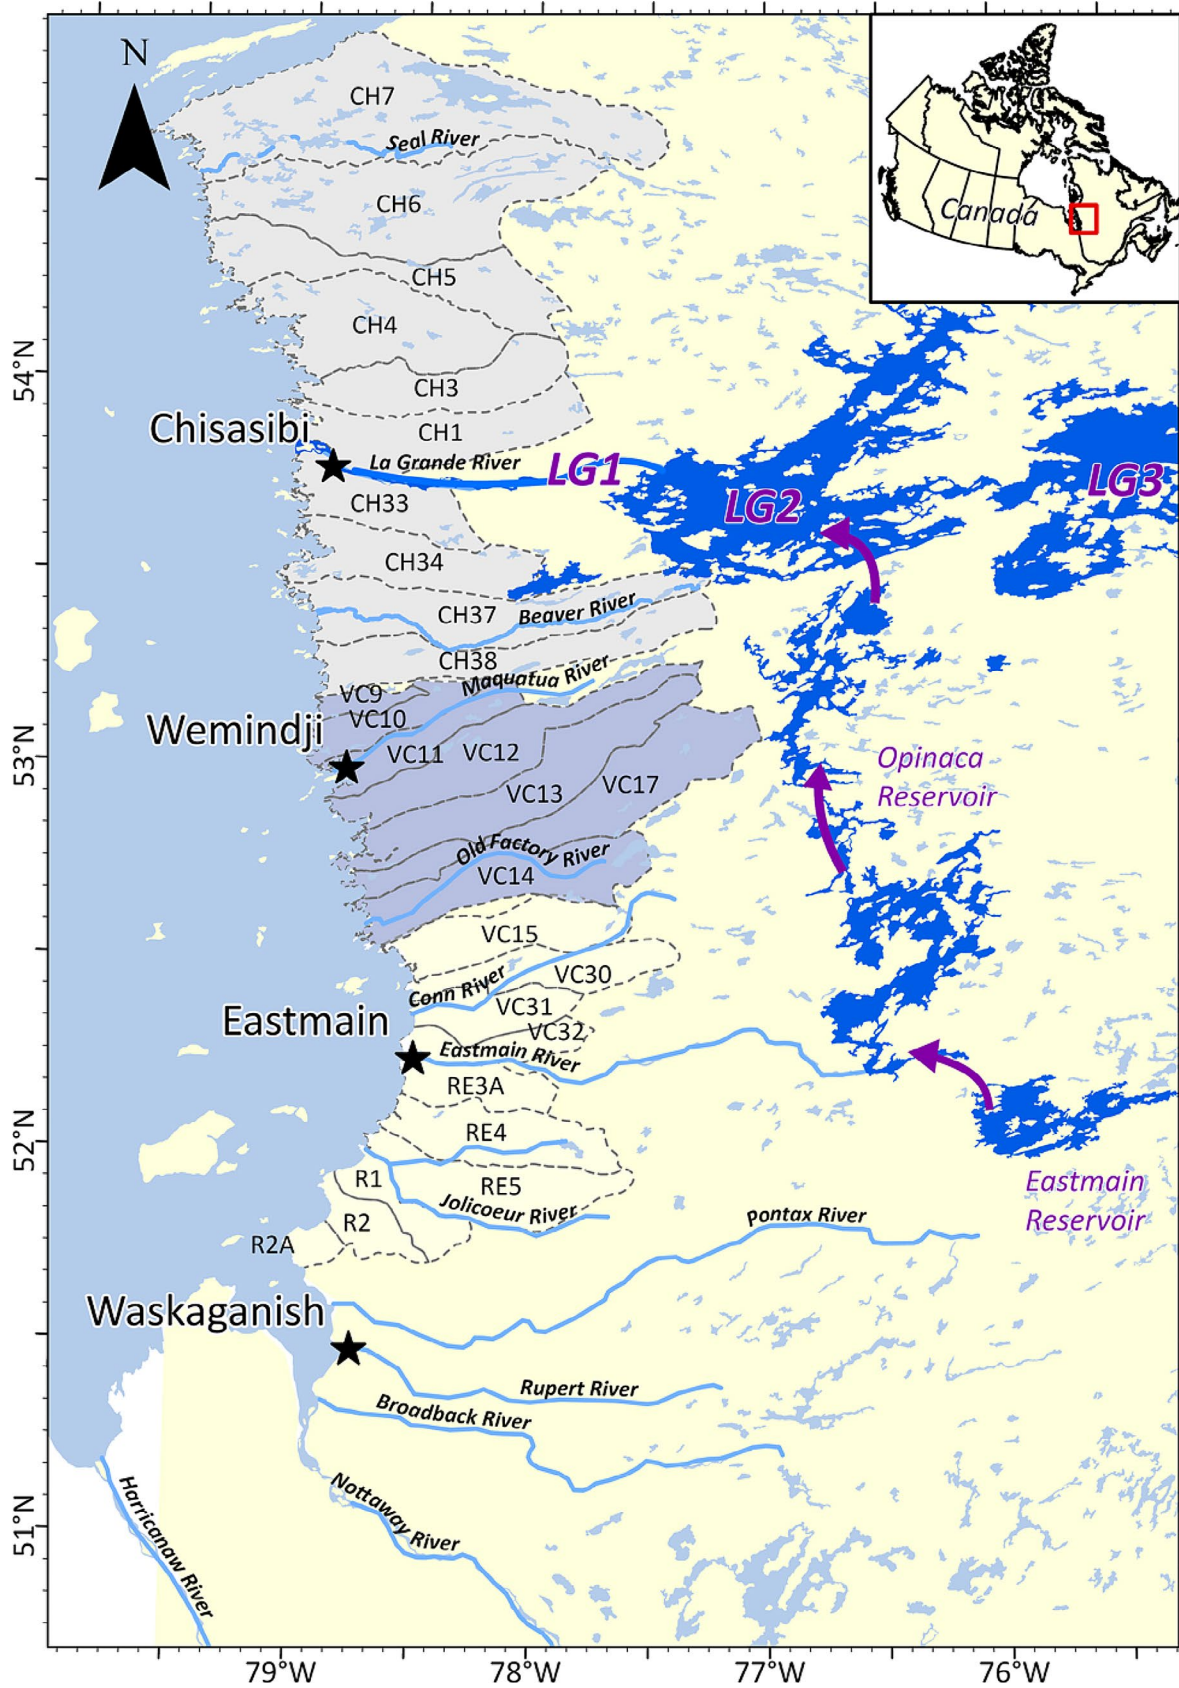 N
CH7
Seal River
CH6
Canada
CH5
CH4
54°N
CH3
Chisasibi
CH1
La Grande River
LG1
LG2
LG3
CH33
CH34
CH37
Beaver River
CH38
Maquatua River
VC9
VC10
Wemindji
VC11
VC12
53°N
VC13
VC17
Opinaca
Reservoir
Old Factory River
VC14
VC15
Conn River
VC30
VC31
Eastmain
VC32
Eastmain River
RE3A
52°N
RE4
R1
RE5
Eastmain
Reservoir
Jolicoeur River
R2
Pontax River
R2A
Waskaganish
Rupert River
Broadback River
Nottaway River
Harricanaw River
51°N
79°W
78°W
77°W
76°W